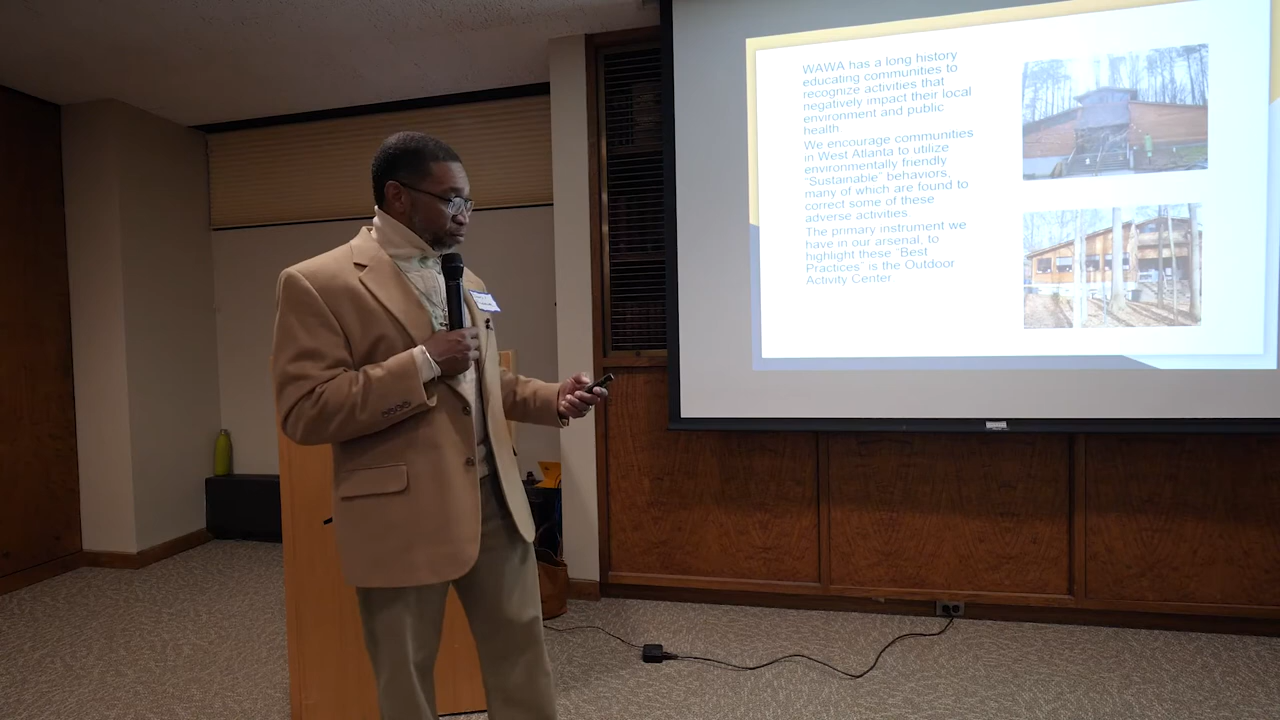 WAWA has a long history
educating communities to
recognize activities that
negatively impact their local
environment and public
health
We encourage communities
in West Atlanta to utilize
environmentally friendly
"Sustainable" behaviors,
many of which are found to
correct some of these
adverse activities
The primary instrument we
have in our arsenal, to
highlight these "Best
Practices" is the Outdoor
Activity Center